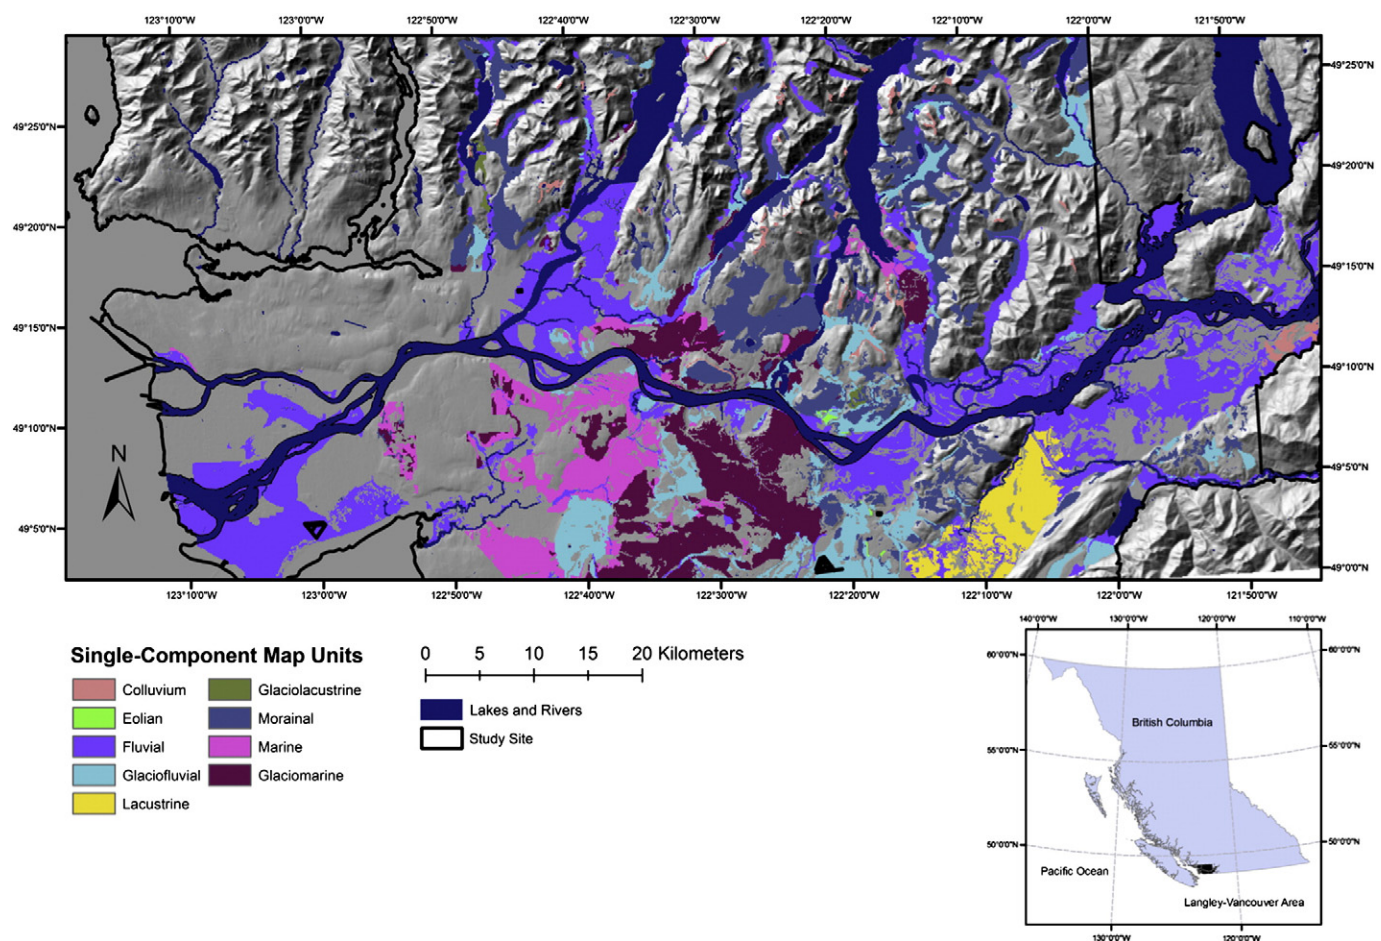 123°10'0"W 123°0'0"W 122°50'0"W 122°40'0"W 122°30'0"W 122°20'0"W 122°10'0"W 122°0'0"W 121°50'0"W
49°25'0"N
49°25'0"N
49°20'0"N
49°20'0"N
49°15'0"N
49°15'0"N
49°10'0"N
49°10'0"N
49°5'0"N
N
49°5'0"N
49°0'0"N
123°10'0"W 123°0'0"W 122°50'0"W 122°40'0"W 122°30'0"W 122°20'0"W 122°10'0"W 122°0'0"W 121°50'0"W
Single-Component Map Units
Colluvium
Eolian
Fluvial
Glaciofluvial
Lacustrine
Glaciolacustrine
Morainal
Marine
Glaciomarine
0 5 10 15 20 Kilometers
Lakes and Rivers
Study Site
140°0'0"W 130°0'0"W 120°0'0"W 110°0'0"W
60°0'0"N
60°0'0"N
British Columbia
55°0'0"N
55°0'0"N
50°0'0"N
50°0'0"N
Pacific Ocean
Langley-Vancouver Area
130°0'0"W 120°0'0"W